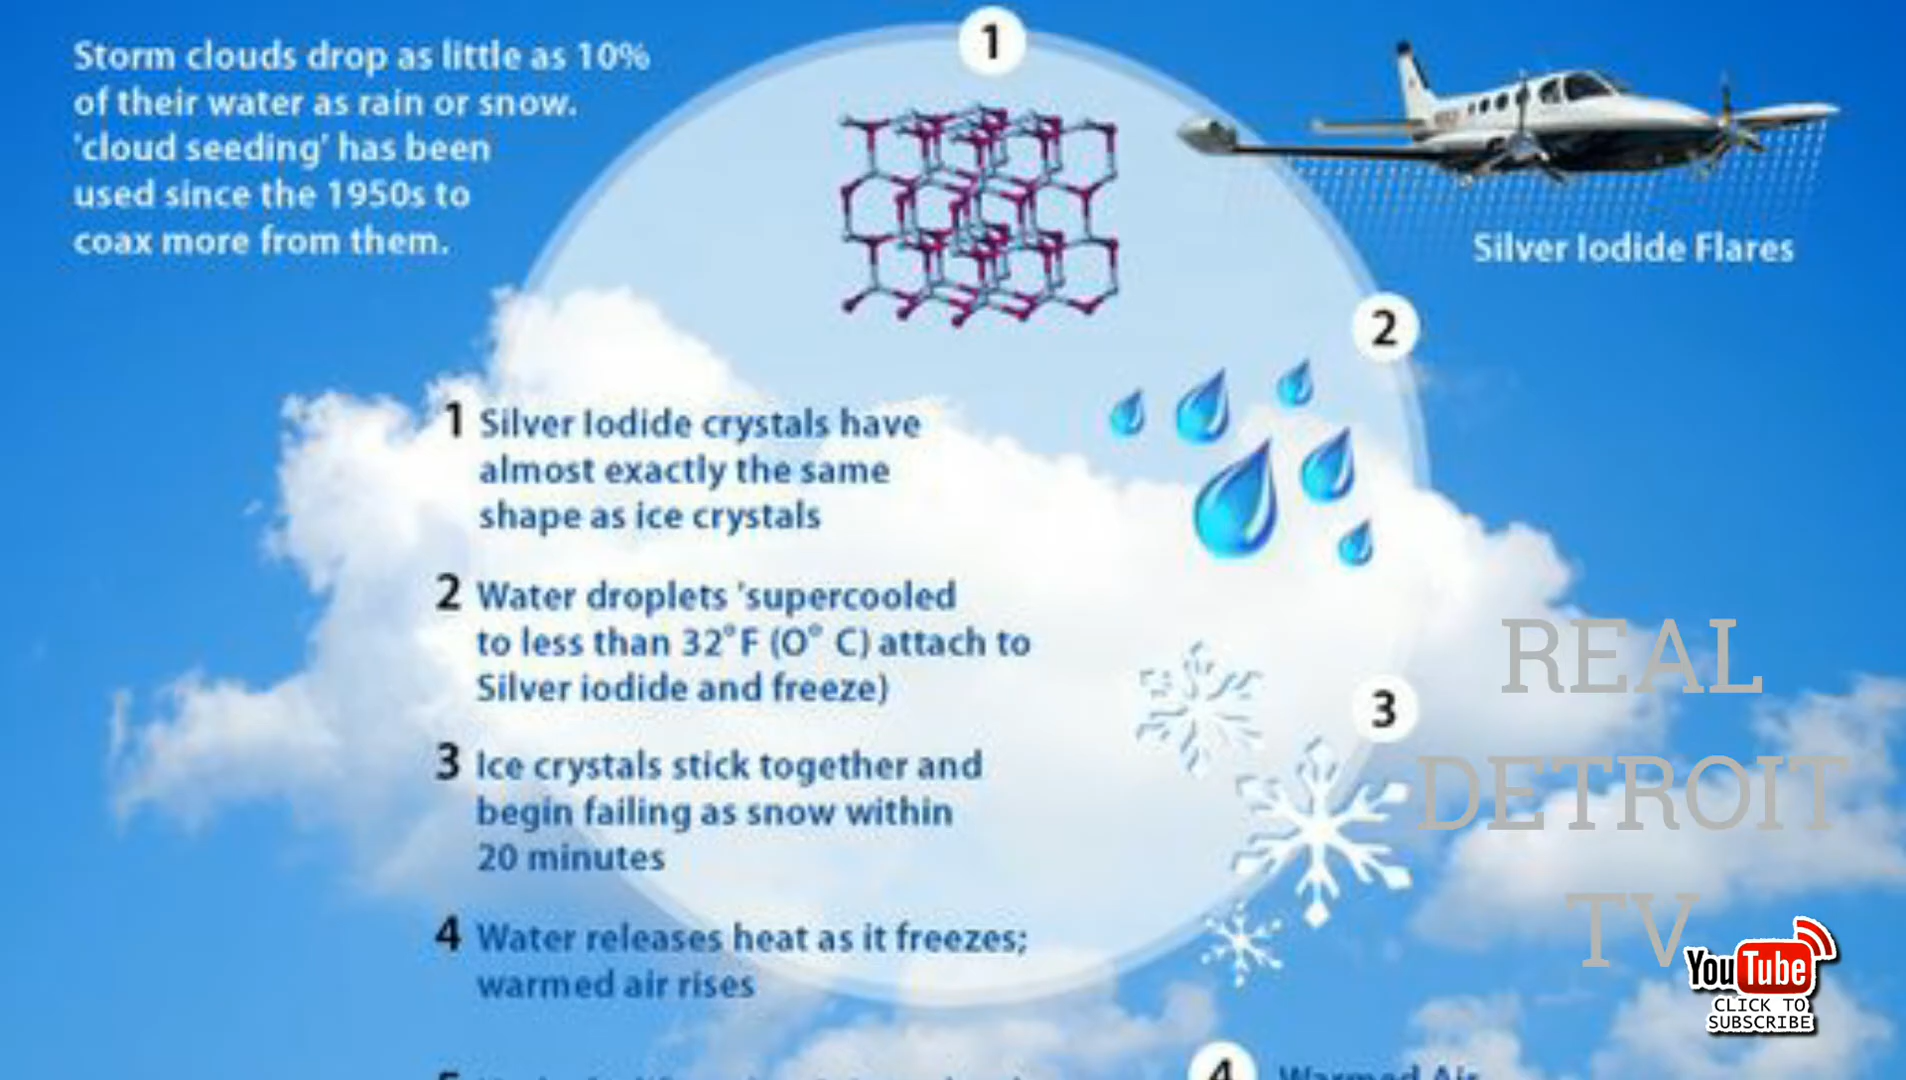 Storm clouds drop as little as 10%
of their water as rain or snow.
'cloud seeding' has been
used since the 1950s to
coax more from them.
1
Silver Iodide Flares
2
1 Silver Iodide crystals have
almost exactly the same
shape as ice crystals
2 Water droplets 'supercooled
to less than 32°F (0° C) attach to
Silver iodide and freeze)
3
3 Ice crystals stick together and
begin failing as snow within
20 minutes
4 Water releases heat as it freezes;
warmed air rises
REAL
DETROIT
TV
YouTube
CLICK TO
SUBSCRIBE
5
4 Warmed Air